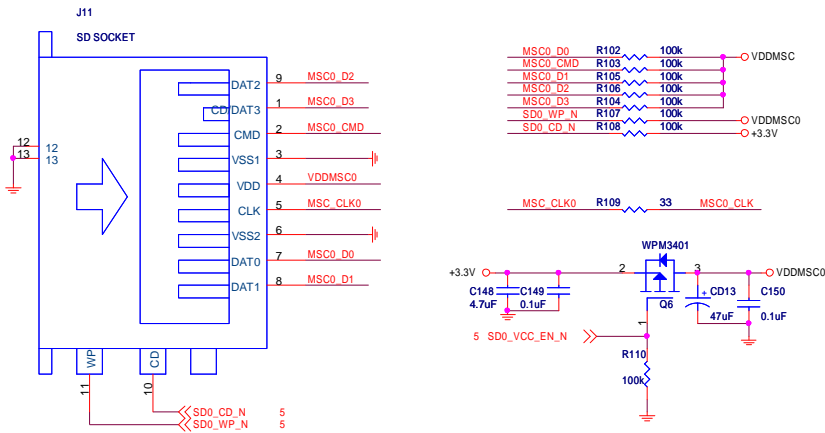 J11
SD SOCKET
DAT2 9 MSC0_D2
CD/DAT3 1 MSC0_D3
CMD 2 MSC0_CMD
VSS1 3
VDD 4 VDDMSC0
CLK 5 MSC_CLK0
VSS2 6
DAT0 7 MSC0_D0
DAT1 8 MSC0_D1
12 12
13 13
WP CD
11 10
SD0_CD_N 5
SD0_WP_N 5
MSC0_D0 R102 100k VDDMSC
MSC0_CMD R103 100k
MSC0_D1 R105 100k
MSC0_D2 R106 100k
MSC0_D3 R104 100k
SD0_WP_N R107 100k VDDMSC0
SD0_CD_N R108 100k +3.3V
MSC_CLK0 R109 33 MSC0_CLK
WPM3401
+3.3V 2 3 VDDMSC0
C148 C149 CD13 C150
4.7uF 0.1uF Q6 + 47uF 0.1uF
1
5 SD0_VCC_EN_N
R110
100k